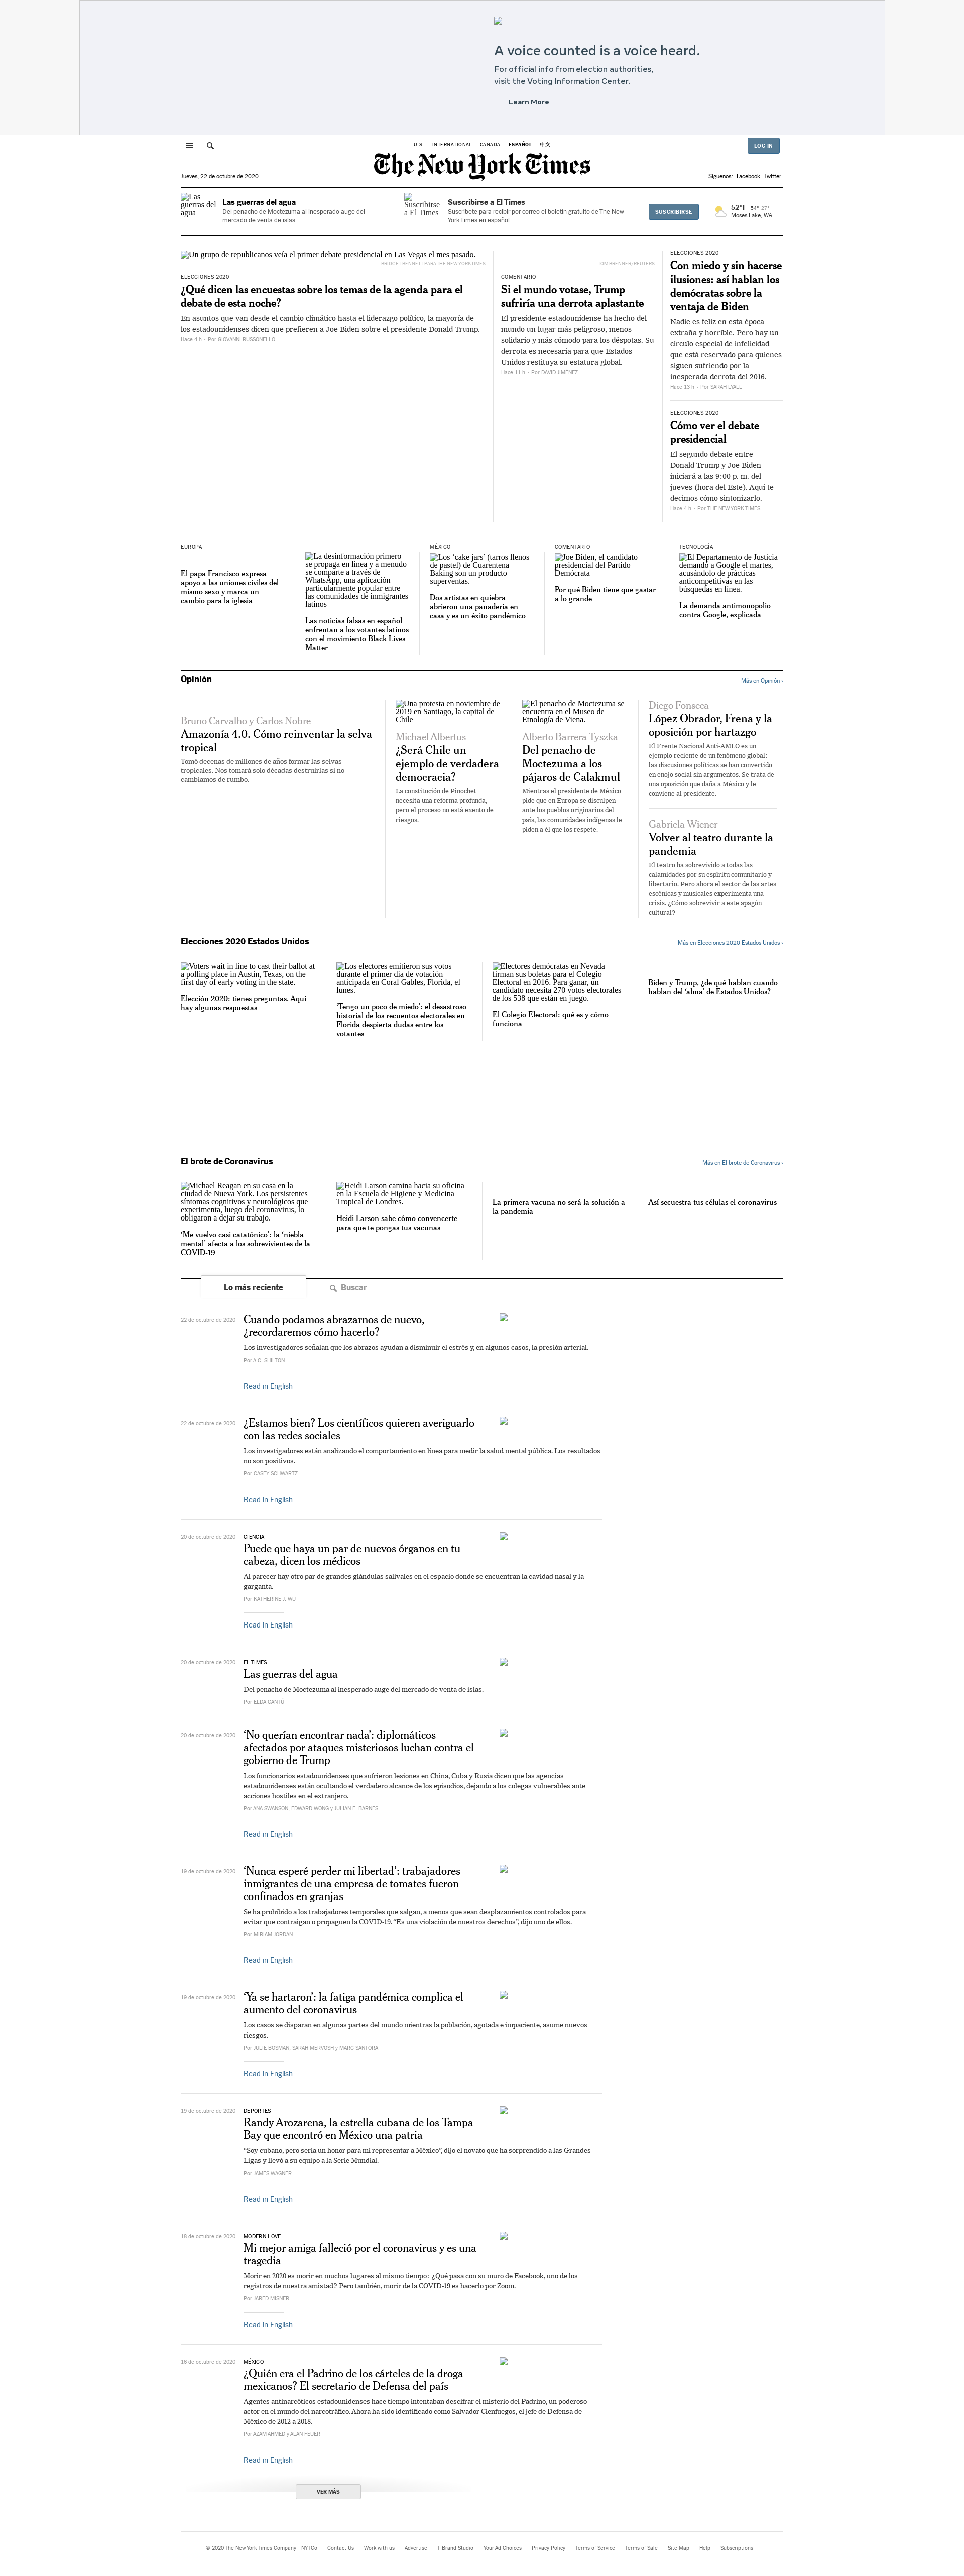 A voice counted is a voice heard.
For official info from election authorities,
visit the Voting Information Center.
Learn More
U.S. INTERNATIONAL CANADA ESPAÑOL 中文
LOG IN
The New York Times
Jueves, 22 de octubre de 2020
Síguenos: Facebook Twitter
Las guerras del agua
Las guerras del agua
Del penacho de Moctezuma al inesperado auge del
mercado de venta de islas.
Suscribirse a El Times
Suscribirse a El Times
Suscríbete para recibir por correo el boletín gratuito de The New
York Times en español.
SUSCRIBIRSE
52°F 54° 27°
Moses Lake, WA
Un grupo de republicanos veía el primer debate presidencial en Las Vegas el mes pasado.
BRIDGET BENNETT PARA THE NEW YORK TIMES
ELECCIONES 2020
¿Qué dicen las encuestas sobre los temas de la agenda para el
debate de esta noche?
En asuntos que van desde el cambio climático hasta el liderazgo político, la mayoría de
los estadounidenses dicen que prefieren a Joe Biden sobre el presidente Donald Trump.
Hace 4 h - Por GIOVANNI RUSSONELLO
TOM BRENNER/REUTERS
COMENTARIO
Si el mundo votase, Trump
sufriría una derrota aplastante
El presidente estadounidense ha hecho del
mundo un lugar más peligroso, menos
solidario y más cómodo para los déspotas. Su
derrota es necesaria para que Estados
Unidos restituya su estatura global.
Hace 11 h - Por DAVID JIMÉNEZ
ELECCIONES 2020
Con miedo y sin hacerse
ilusiones: así hablan los
demócratas sobre la
ventaja de Biden
Nadie es feliz en esta época
extraña y horrible. Pero hay un
círculo especial de infelicidad
que está reservado para quienes
siguen sufriendo por la
inesperada derrota del 2016.
Hace 13 h - Por SARAH LYALL
ELECCIONES 2020
Cómo ver el debate
presidencial
El segundo debate entre
Donald Trump y Joe Biden
iniciará a las 9:00 p. m. del
jueves (hora del Este). Aquí te
decimos cómo sintonizarlo.
Hace 4 h - Por THE NEW YORK TIMES
EUROPA
El papa Francisco expresa
apoyo a las uniones civiles del
mismo sexo y marca un
cambio para la iglesia
La desinformación primero
se propaga en línea y a menudo
se comparte a través de
WhatsApp, una aplicación
particularmente popular entre
las comunidades de inmigrantes
latinos
Las noticias falsas en español
enfrentan a los votantes latinos
con el movimiento Black Lives
Matter
MÉXICO
Los ‘cake jars’ (tarros llenos
de pastel) de Cuarentena
Baking son un producto
superventas.
Dos artistas en quiebra
abrieron una panadería en
casa y es un éxito pandémico
COMENTARIO
Joe Biden, el candidato
presidencial del Partido
Demócrata
Por qué Biden tiene que gastar
a lo grande
TECNOLOGÍA
El Departamento de Justicia
demandó a Google el martes,
acusándolo de prácticas
anticompetitivas en las
búsquedas en línea.
La demanda antimonopolio
contra Google, explicada
Opinión
Más en Opinión ›
Bruno Carvalho y Carlos Nobre
Amazonía 4.0. Cómo reinventar la selva
tropical
Tomó decenas de millones de años formar las selvas
tropicales. Nos tomará solo décadas destruirlas si no
cambiamos de rumbo.
Una protesta en noviembre de
2019 en Santiago, la capital de
Chile
Michael Albertus
¿Será Chile un
ejemplo de verdadera
democracia?
La constitución de Pinochet
necesita una reforma profunda,
pero el proceso no está exento de
riesgos.
El penacho de Moctezuma se
encuentra en el Museo de
Etnología de Viena.
Alberto Barrera Tyszka
Del penacho de
Moctezuma a los
pájaros de Calakmul
Mientras el presidente de México
pide que en Europa se disculpen
ante los pueblos originarios del
país, las comunidades indígenas le
piden a él que los respete.
Diego Fonseca
López Obrador, Frena y la
oposición por hartazgo
El Frente Nacional Anti-AMLO es un
ejemplo reciente de un fenómeno global:
las discusiones políticas se han convertido
en enojo social sin argumentos. Se trata de
una oposición que daña a México y le
conviene al presidente.
Gabriela Wiener
Volver al teatro durante la
pandemia
El teatro ha sobrevivido a todas las
calamidades por su espíritu comunitario y
libertario. Pero ahora el sector de las artes
escénicas y musicales experimenta una
crisis. ¿Cómo sobrevivir a este apagón
cultural?
Elecciones 2020 Estados Unidos
Más en Elecciones 2020 Estados Unidos ›
Voters wait in line to cast their ballot at
a polling place in Austin, Texas, on the
first day of early voting in the state.
Elección 2020: tienes preguntas. Aquí
hay algunas respuestas
Los electores emitieron sus votos
durante el primer día de votación
anticipada en Coral Gables, Florida, el
lunes.
‘Tengo un poco de miedo’: el desastroso
historial de los recuentos electorales en
Florida despierta dudas entre los
votantes
Electores demócratas en Nevada
firman sus boletas para el Colegio
Electoral en 2016. Para ganar, un
candidato necesita 270 votos electorales
de los 538 que están en juego.
El Colegio Electoral: qué es y cómo
funciona
Biden y Trump, ¿de qué hablan cuando
hablan del ‘alma’ de Estados Unidos?
El brote de Coronavirus
Más en El brote de Coronavirus ›
Michael Reagan en su casa en la
ciudad de Nueva York. Los persistentes
síntomas cognitivos y neurológicos que
experimenta, luego del coronavirus, lo
obligaron a dejar su trabajo.
‘Me vuelvo casi catatónico’: la ‘niebla
mental’ afecta a los sobrevivientes de la
COVID-19
Heidi Larson camina hacia su oficina
en la Escuela de Higiene y Medicina
Tropical de Londres.
Heidi Larson sabe cómo convencerte
para que te pongas tus vacunas
La primera vacuna no será la solución a
la pandemia
Así secuestra tus células el coronavirus
Lo más reciente
Buscar
22 de octubre de 2020
Cuando podamos abrazarnos de nuevo,
¿recordaremos cómo hacerlo?
Los investigadores señalan que los abrazos ayudan a disminuir el estrés y, en algunos casos, la presión arterial.
Por A.C. SHILTON
Read in English
22 de octubre de 2020
¿Estamos bien? Los científicos quieren averiguarlo
con las redes sociales
Los investigadores están analizando el comportamiento en línea para medir la salud mental pública. Los resultados
no son positivos.
Por CASEY SCHWARTZ
Read in English
20 de octubre de 2020
CIENCIA
Puede que haya un par de nuevos órganos en tu
cabeza, dicen los médicos
Al parecer hay otro par de grandes glándulas salivales en el espacio donde se encuentran la cavidad nasal y la
garganta.
Por KATHERINE J. WU
Read in English
20 de octubre de 2020
EL TIMES
Las guerras del agua
Del penacho de Moctezuma al inesperado auge del mercado de venta de islas.
Por ELDA CANTÚ
20 de octubre de 2020
‘No querían encontrar nada’: diplomáticos
afectados por ataques misteriosos luchan contra el
gobierno de Trump
Los funcionarios estadounidenses que sufrieron lesiones en China, Cuba y Rusia dicen que las agencias
estadounidenses están ocultando el verdadero alcance de los episodios, dejando a los colegas vulnerables ante
acciones hostiles en el extranjero.
Por ANA SWANSON, EDWARD WONG y JULIAN E. BARNES
Read in English
19 de octubre de 2020
‘Nunca esperé perder mi libertad’: trabajadores
inmigrantes de una empresa de tomates fueron
confinados en granjas
Se ha prohibido a los trabajadores temporales que salgan, a menos que sean desplazamientos controlados para
evitar que contraigan o propaguen la COVID-19. “Es una violación de nuestros derechos”, dijo uno de ellos.
Por MIRIAM JORDAN
Read in English
19 de octubre de 2020
‘Ya se hartaron’: la fatiga pandémica complica el
aumento del coronavirus
Los casos se disparan en algunas partes del mundo mientras la población, agotada e impaciente, asume nuevos
riesgos.
Por JULIE BOSMAN, SARAH MERVOSH y MARC SANTORA
Read in English
19 de octubre de 2020
DEPORTES
Randy Arozarena, la estrella cubana de los Tampa
Bay que encontró en México una patria
“Soy cubano, pero sería un honor para mí representar a México”, dijo el novato que ha sorprendido a las Grandes
Ligas y llevó a su equipo a la Serie Mundial.
Por JAMES WAGNER
Read in English
18 de octubre de 2020
MODERN LOVE
Mi mejor amiga falleció por el coronavirus y es una
tragedia
Morir en 2020 es morir en muchos lugares al mismo tiempo: ¿Qué pasa con su muro de Facebook, uno de los
registros de nuestra amistad? Pero también, morir de la COVID-19 es hacerlo por Zoom.
Por JARED MISNER
Read in English
18 de octubre de 2020
MÉXICO
¿Quién era el Padrino de los cárteles de la droga
mexicanos? El secretario de Defensa del país
Agentes antinarcóticos estadounidenses hace tiempo intentaban descifrar el misterio del Padrino, un poderoso
actor en el mundo del narcotráfico. Ahora ha sido identificado como Salvador Cienfuegos, el jefe de Defensa de
México de 2012 a 2018.
Por AZAM AHMED y ALAN FEUER
Read in English
VER MÁS
© 2020 The New York Times Company NYTCo Contact Us Work with us Advertise T Brand Studio Your Ad Choices Privacy Policy Terms of Service Terms of Sale Site Map Help Subscriptions